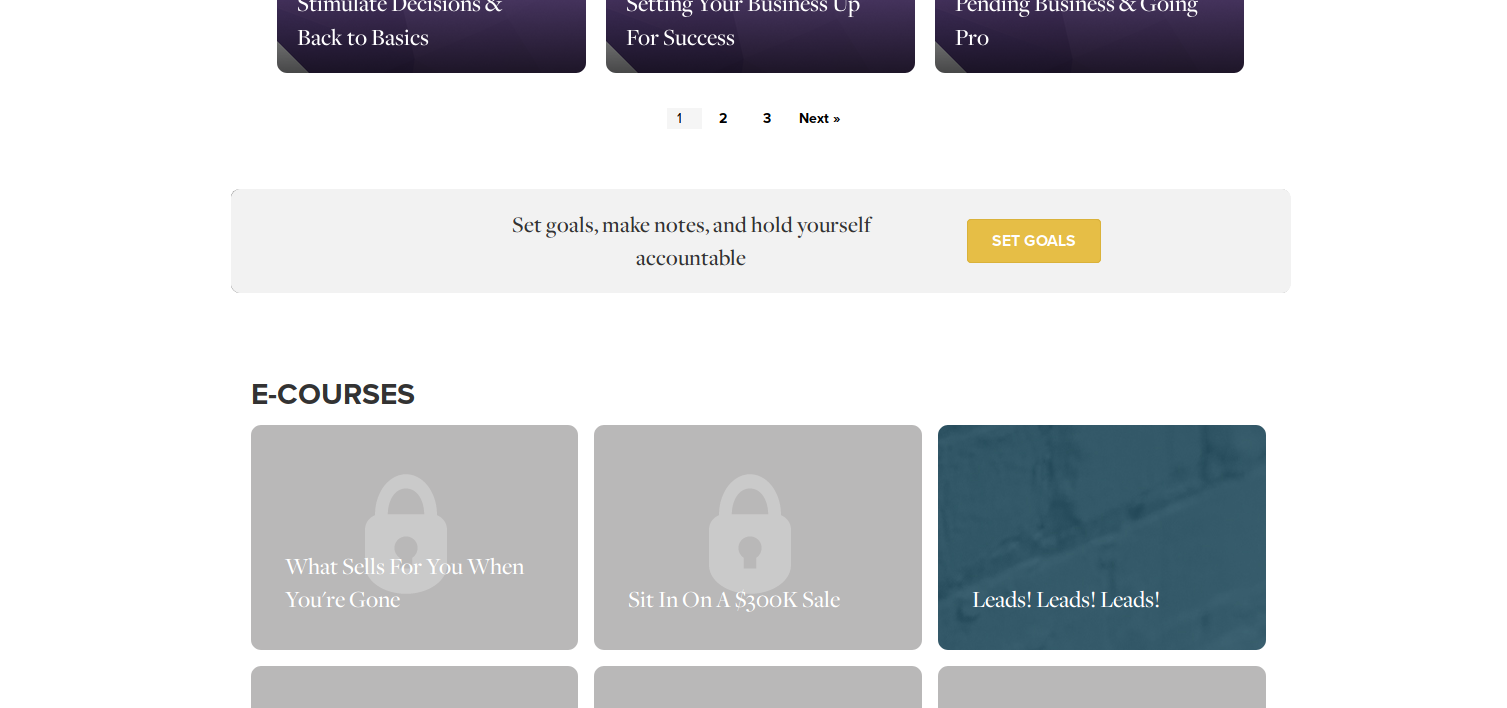 Stimulate Decisions &
Back to Basics
Setting Your Business Up
For Success
Pending Business & Going
Pro
1 2 3 Next »
Set goals, make notes, and hold yourself
accountable
SET GOALS
E-COURSES
What Sells For You When
You're Gone
Sit In On A $300K Sale
Leads! Leads! Leads!